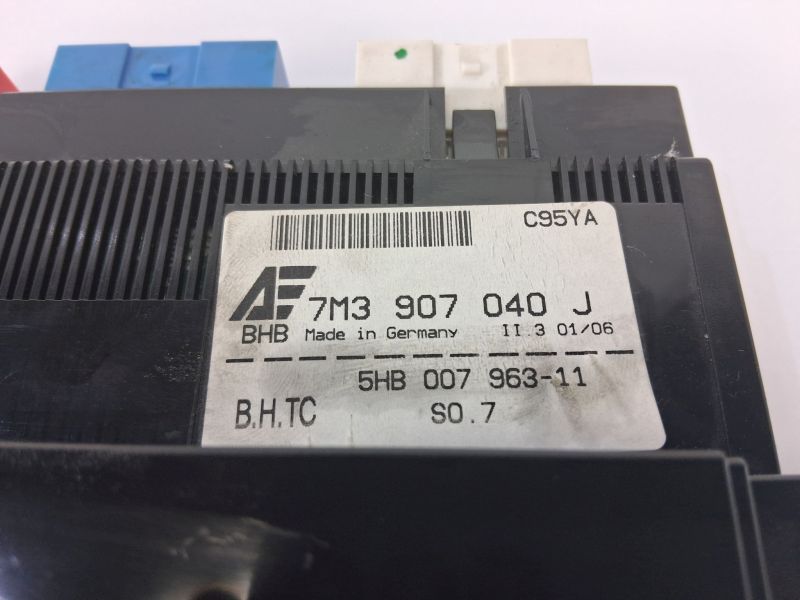 C95YA
AE 7M3 907 040 J
BHB Made in Germany II.3 01/06
5HB 007 963-11
B.H.TC S0.7